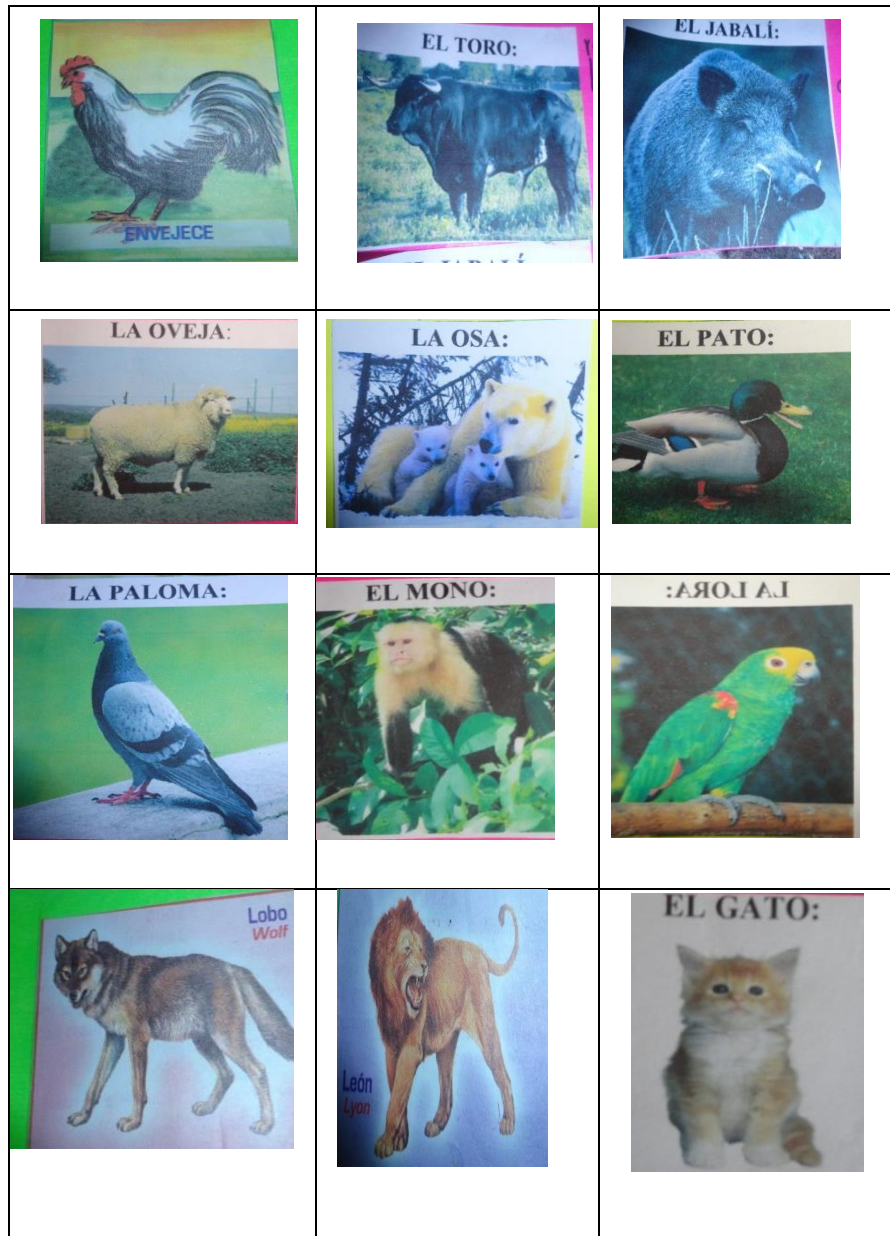 ENVEJECE
EL TORO:
EL JABALÍ:
LA OVEJA:
LA OSA:
EL PATO:
LA PALOMA:
EL MONO:
LA LORA:
Lobo
Wolf
León
Lyon
EL GATO: